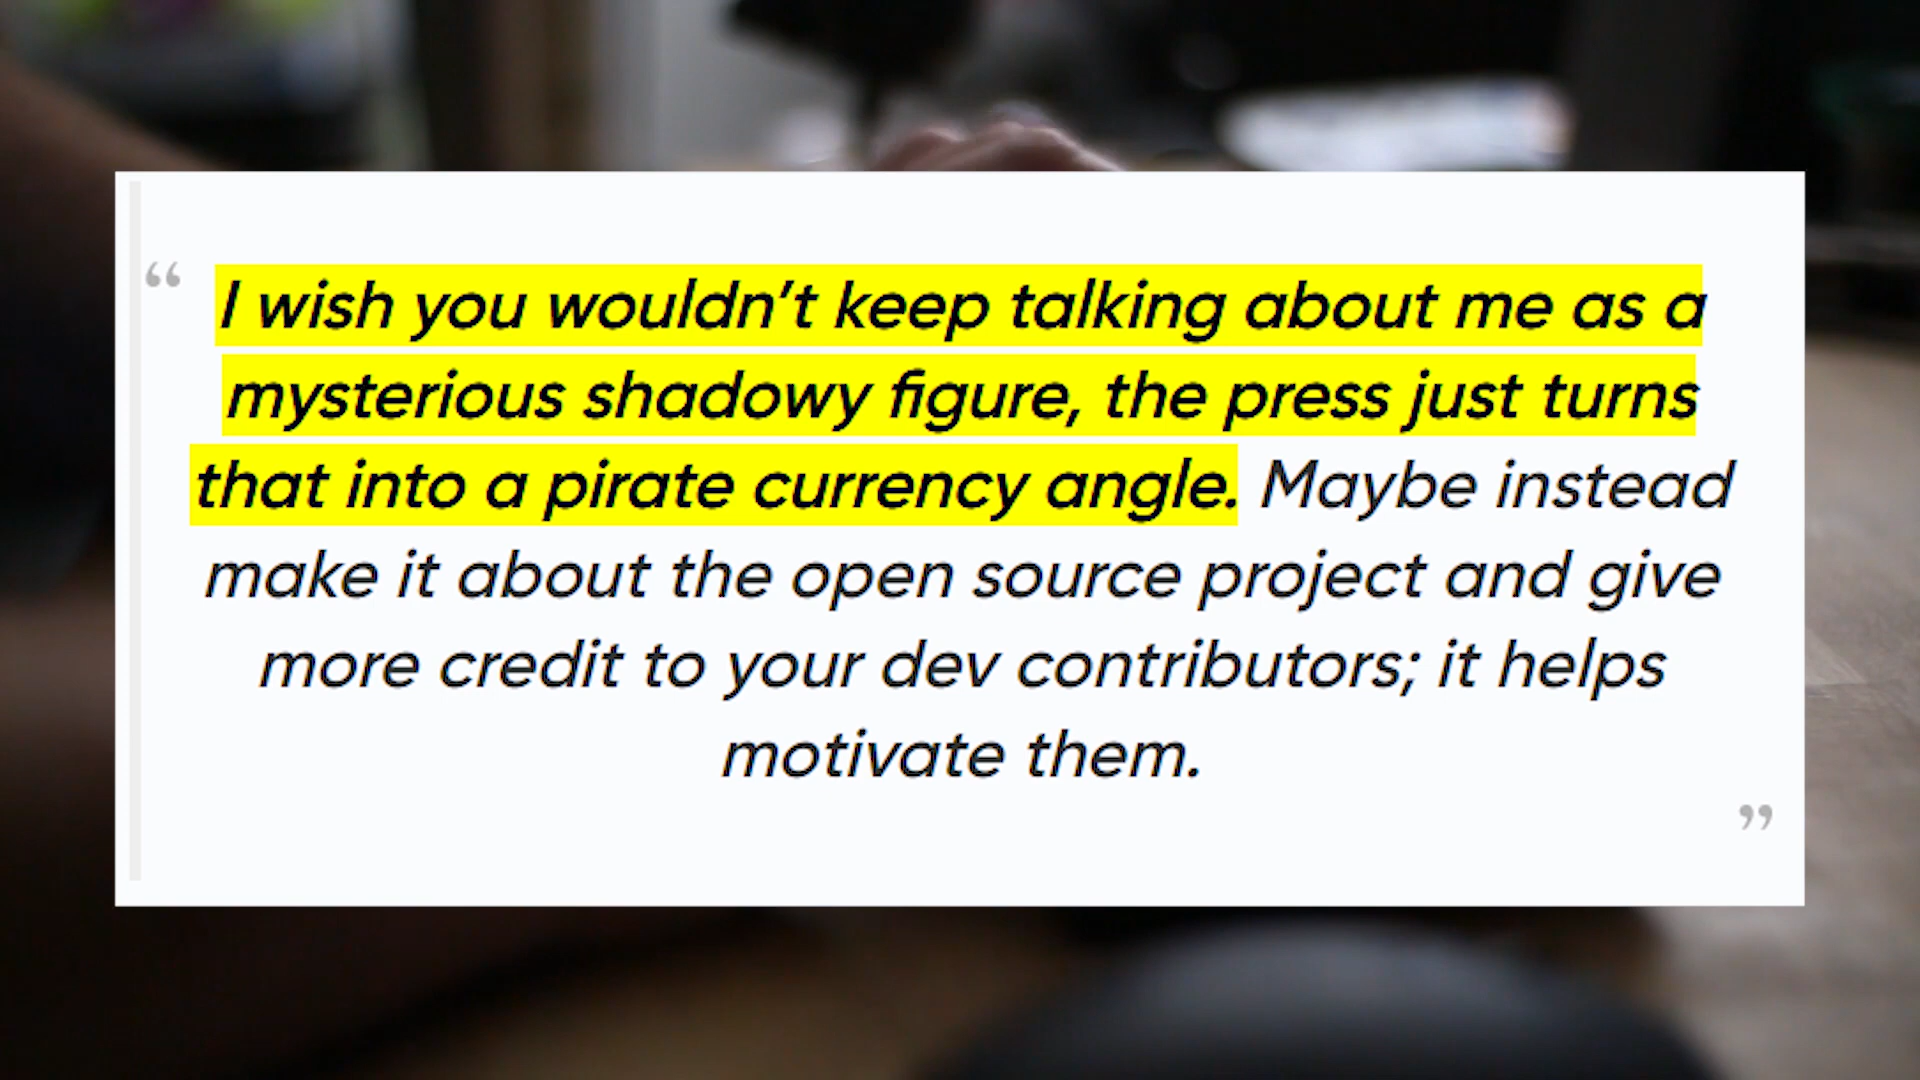 “ I wish you wouldn’t keep talking about me as a
mysterious shadowy figure, the press just turns
that into a pirate currency angle. Maybe instead
make it about the open source project and give
more credit to your dev contributors; it helps
motivate them.
”